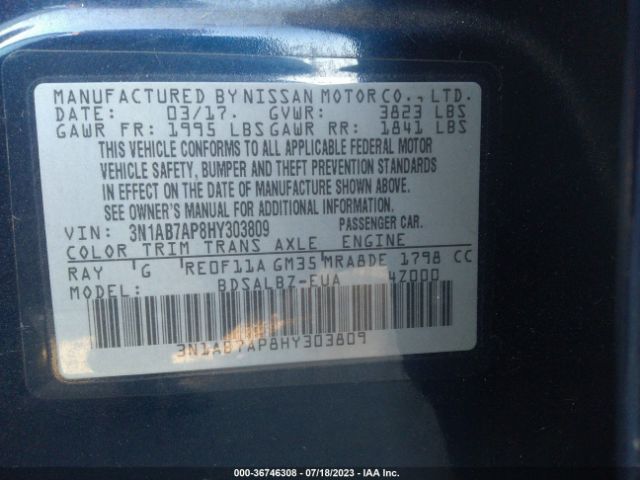 MANUFACTURED BY NISSAN MOTOR CO., LTD.
DATE: 03/17. GVWR: 3823 LBS
GAWR FR: 1995 LBS GAWR RR: 1841 LBS
THIS VEHICLE CONFORMS TO ALL APPLICABLE FEDERAL MOTOR
VEHICLE SAFETY, BUMPER AND THEFT PREVENTION STANDARDS
IN EFFECT ON THE DATE OF MANUFACTURE SHOWN ABOVE.
SEE OWNER'S MANUAL FOR ADDITIONAL INFORMATION.
VIN: 3N1AB7AP8HY303809 PASSENGER CAR.
COLOR TRIM TRANS AXLE ENGINE
RAY G RE0F11A GM35 MRA8DE 1798 CC
MODEL: BDSALBZ-EUA 4Z000
3N1AB7AP8HY303809
000-36746308 - 07/18/2023 - IAA Inc.